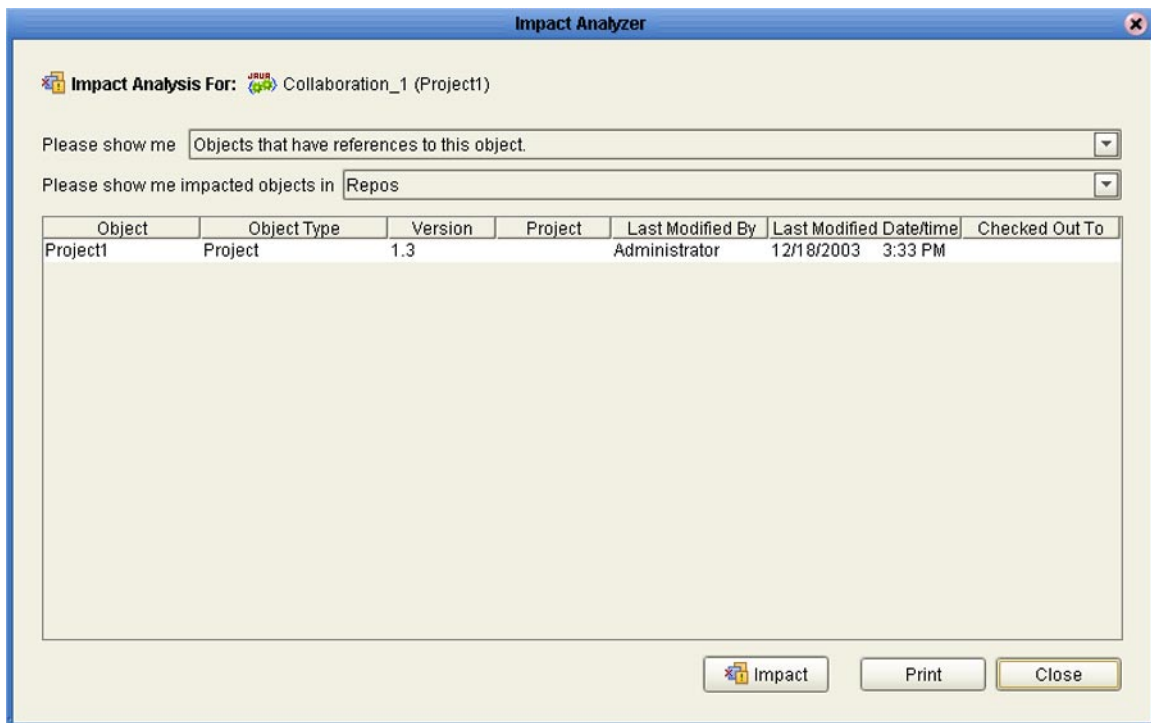 Impact Analyzer
Impact Analysis For: JAVA Collaboration_1 (Project1)
Please show me Objects that have references to this object.
Please show me impacted objects in Repos
Object Object Type Version Project Last Modified By Last Modified Date/time Checked Out To
Project1 Project 1.3 Administrator 12/18/2003 3:33 PM
Impact Print Close